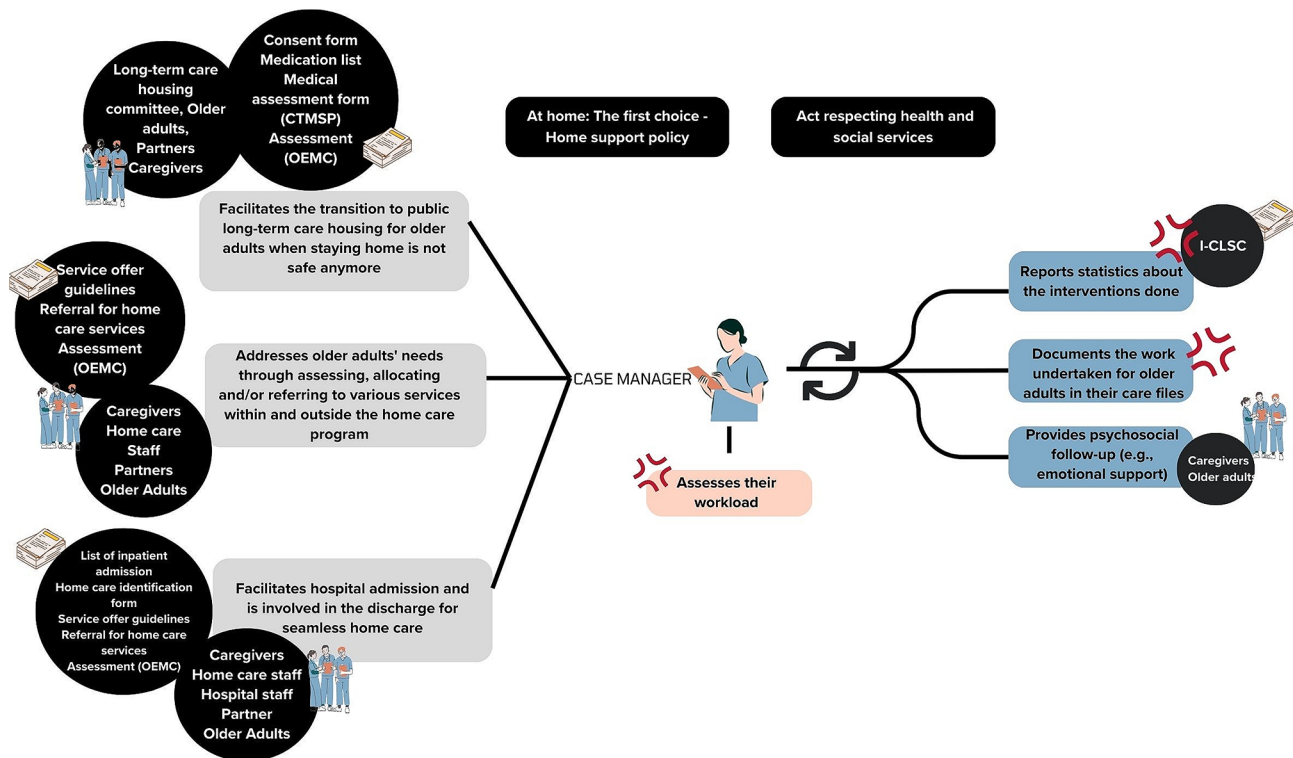 Long-term care
housing
committee, Older
adults,
Partners
Caregivers
Consent form
Medication list
Medical
assessment form
(CTMSP)
Assessment
(OEMC)
At home: The first choice -
Home support policy
Act respecting health and
social services
Facilitates the transition to public
long-term care housing for older
adults when staying home is not
safe anymore
Service offer
guidelines
Referral for home
care services
Assessment
(OEMC)
Addresses older adults' needs
through assessing, allocating
and/or referring to various services
within and outside the home care
program
Caregivers
Home care
Staff
Partners
Older Adults
List of inpatient
admission
Home care identification
form
Service offer guidelines
Referral for home care
services
Assessment (OEMC)
Facilitates hospital admission and
is involved in the discharge for
seamless home care
Caregivers
Home care staff
Hospital staff
Partner
Older Adults
CASE MANAGER
Assesses their
workload
I-CLSC
Reports statistics about
the interventions done
Documents the work
undertaken for older
adults in their care files
Provides psychosocial
follow-up (e.g.,
emotional support)
Caregivers
Older adults